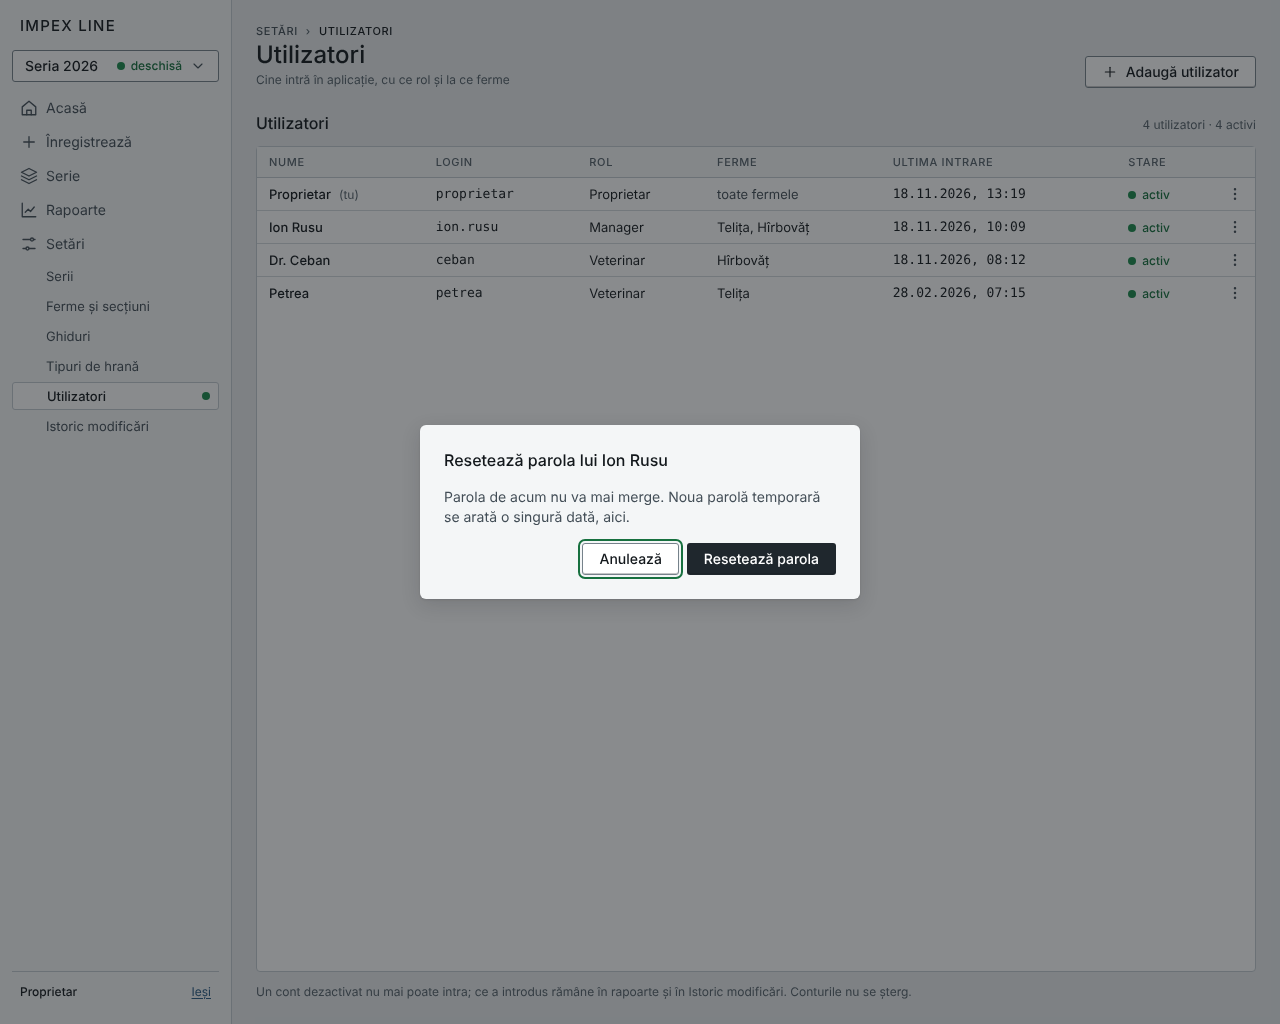 IMPEX LINE
Seria 2026 deschisă
Acasă
Înregistrează
Serie
Rapoarte
Setări
Serii
Ferme și secțiuni
Ghiduri
Tipuri de hrană
Utilizatori
Istoric modificări
Proprietar Ieși
SETĂRI › UTILIZATORI
Utilizatori
Cine intră în aplicație, cu ce rol și la ce ferme
+ Adaugă utilizator
Utilizatori 4 utilizatori · 4 activi
NUME LOGIN ROL FERME ULTIMA INTRARE STARE
Proprietar (tu) proprietar Proprietar toate fermele 18.11.2026, 13:19 activ
Ion Rusu ion.rusu Manager Telița, Hîrbovăț 18.11.2026, 10:09 activ
Dr. Ceban ceban Veterinar Hîrbovăț 18.11.2026, 08:12 activ
Petrea petrea Veterinar Telița 28.02.2026, 07:15 activ
Resetează parola lui Ion Rusu
Parola de acum nu va mai merge. Noua parolă temporară
se arată o singură dată, aici.
Anulează Resetează parola
Un cont dezactivat nu mai poate intra; ce a introdus rămâne în rapoarte și în Istoric modificări. Conturile nu se șterg.